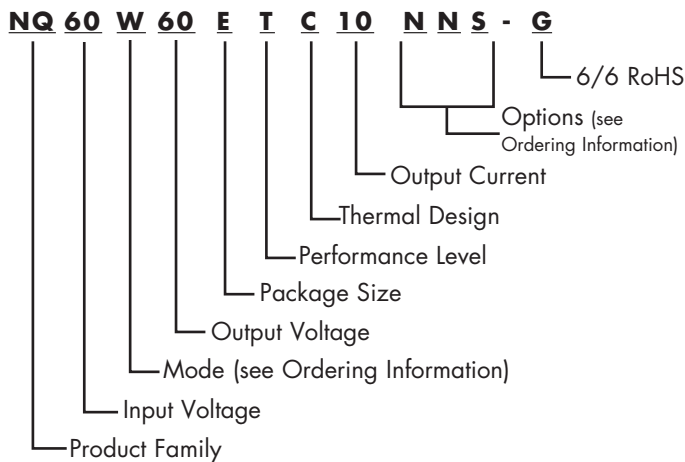 NQ 60 W 60 E T C 10 N N S - G
6/6 RoHS
Options (see
Ordering Information)
Output Current
Thermal Design
Performance Level
Package Size
Output Voltage
Mode (see Ordering Information)
Input Voltage
Product Family